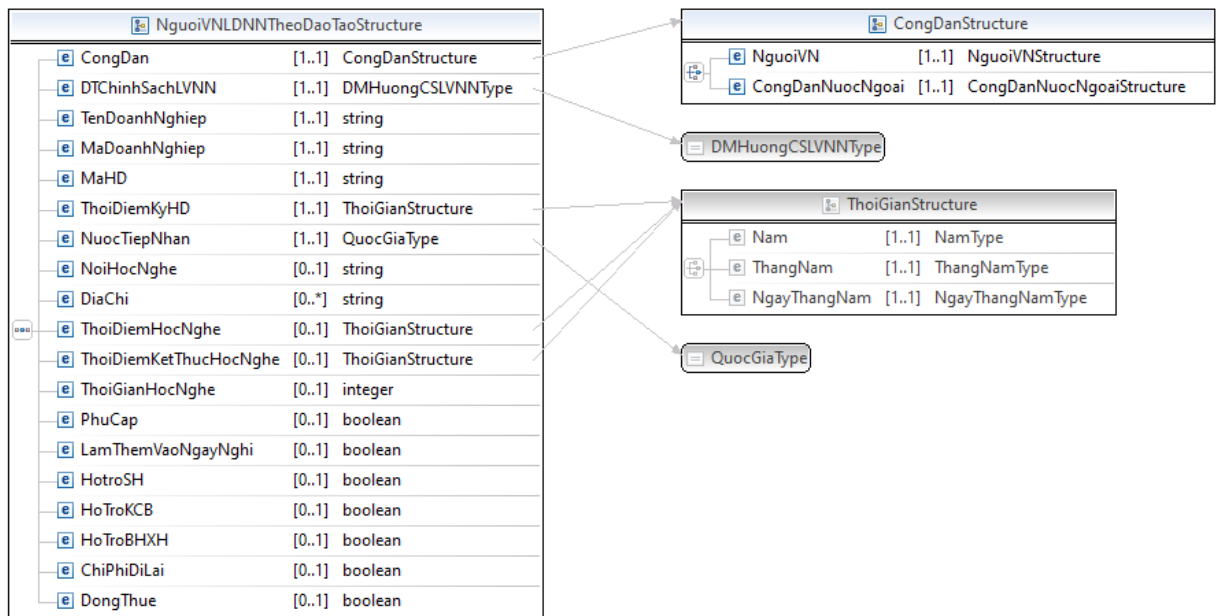 NguoiVNLDNNTheoDaoTaoStructure
CongDan [1..1] CongDanStructure
DTChinhSachLVNN [1..1] DMHuongCSLVNNType
TenDoanhNghiep [1..1] string
MaDoanhNghiep [1..1] string
MaHD [1..1] string
ThoiDiemKyHD [1..1] ThoiGianStructure
NuocTiepNhan [1..1] QuocGiaType
NoiHocNghe [0..1] string
DiaChi [0..*] string
ThoiDiemHocNghe [0..1] ThoiGianStructure
ThoiDiemKetThucHocNghe [0..1] ThoiGianStructure
ThoiGianHocNghe [0..1] integer
PhuCap [0..1] boolean
LamThemVaoNgayNghi [0..1] boolean
HotroSH [0..1] boolean
HoTroKCB [0..1] boolean
HoTroBHXH [0..1] boolean
ChiPhiDiLai [0..1] boolean
DongThue [0..1] boolean
CongDanStructure
NguoiVN [1..1] NguoiVNStructure
CongDanNuocNgoai [1..1] CongDanNuocNgoaiStructure
DMHuongCSLVNNType
ThoiGianStructure
Nam [1..1] NamType
ThangNam [1..1] ThangNamType
NgayThangNam [1..1] NgayThangNamType
QuocGiaType